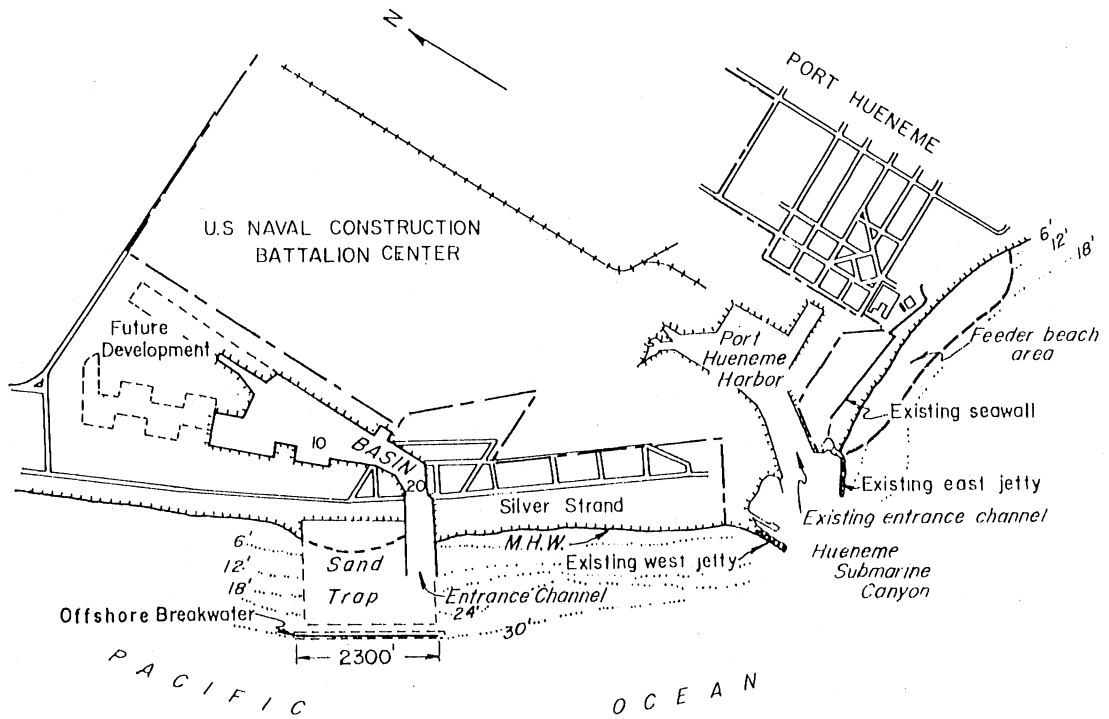 N
PORT HUENEME
U.S NAVAL CONSTRUCTION
BATTALION CENTER
6'
12'
18'
Future
Development
Port
Hueneme
Harbor
Feeder beach
area
Existing seawall
10
BASIN
20
Existing east jetty
Silver Strand
Existing entrance channel
M.H.W.
6'
Sand
Trap
Existing west jetty
Hueneme
Submarine
Canyon
12'
18'
Entrance Channel
24'
Offshore Breakwater
30'
2300'
PACIFIC OCEAN